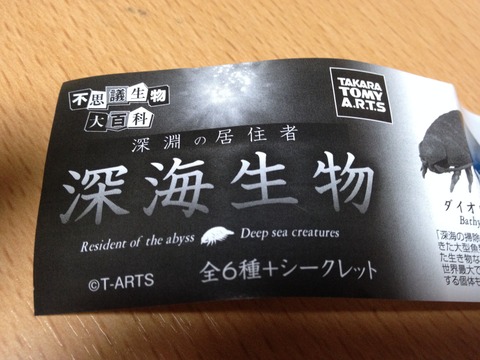 不思議生物
大百科
深淵の居住者
深海生物
Resident of the abyss Deep sea creatures
©T-ARTS
全6種+シークレット
TAKARA
TOMY
A.R.T.S
ダイオ
Bathy
「深海の掃除
きた大型魚
た生き物な
世界最大で
する個体も